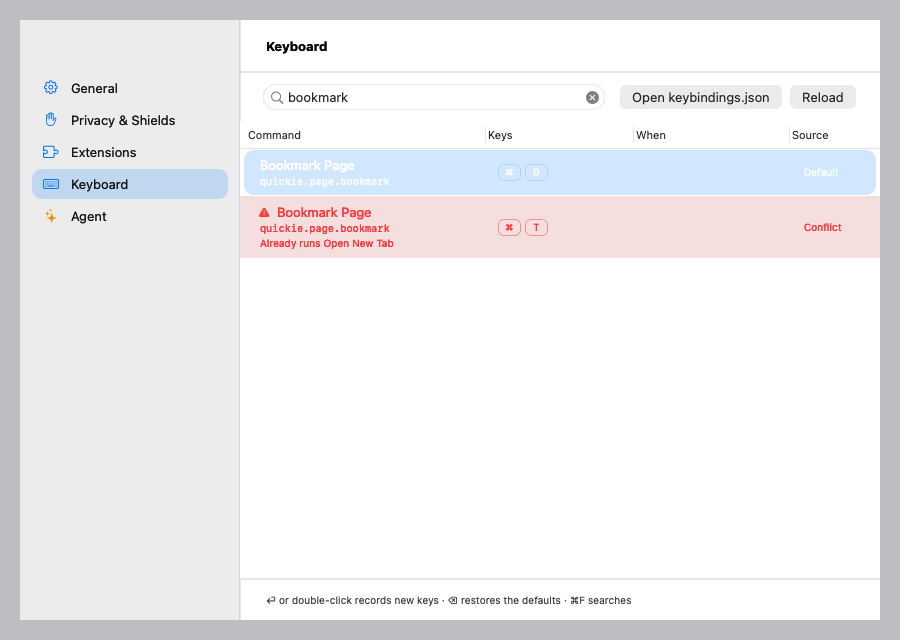 Keyboard
General
Privacy & Shields
Extensions
Keyboard
Agent
bookmark
Open keybindings.json
Reload
Command Keys When Source
Bookmark Page
quickie.page.bookmark
⌘ D
Default
Bookmark Page
quickie.page.bookmark
Already runs Open New Tab
⌘ T
Conflict
↩ or double-click records new keys · ⌫ restores the defaults · ⌘F searches